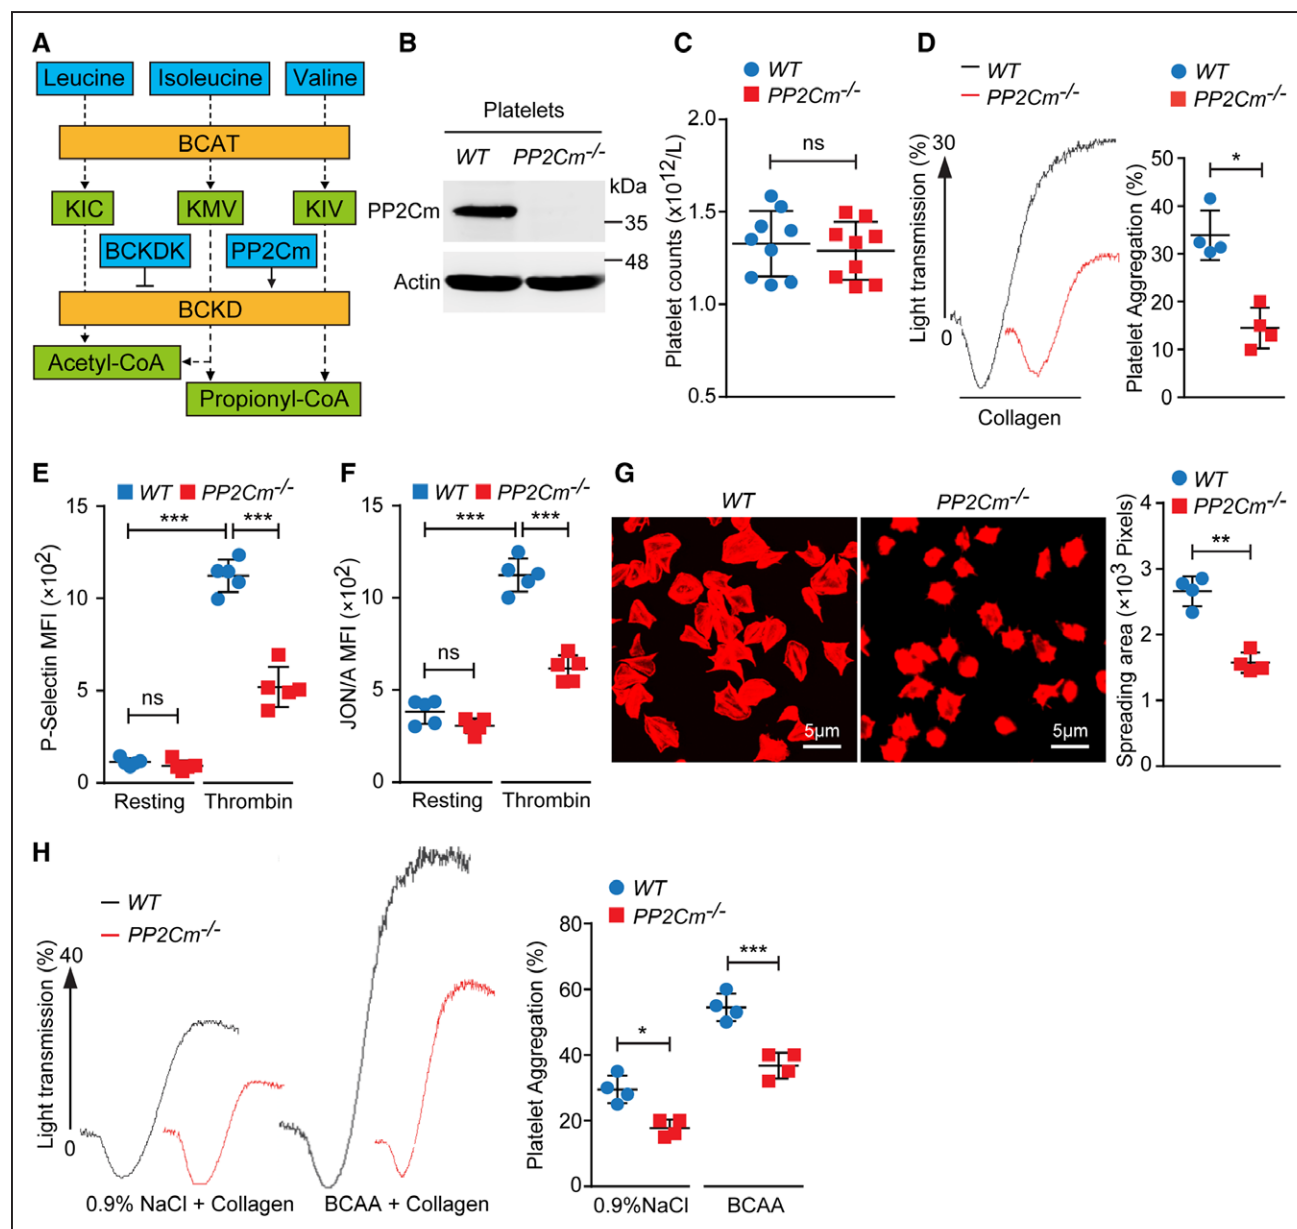 A
Leucine
Isoleucine
Valine
BCAT
KIC
KMV
KIV
BCKDK
PP2Cm
BCKD
Acetyl-CoA
Propionyl-CoA
B
Platelets
WT PP2Cm-/-
kDa
PP2Cm
35
48
Actin
C
WT
PP2Cm-/-
Platelet counts (x10¹²/L)
2.0
1.5
1.0
0.5
ns
D
WT
PP2Cm-/-
Light transmission (%)
30
0
Collagen
WT
PP2Cm-/-
Platelet Aggregation (%)
50
40
30
20
10
0
*
E
WT PP2Cm-/-
P-Selectin MFI (×10²)
15
10
5
0
*** ***
ns
Resting Thrombin
F
WT PP2Cm-/-
JON/A MFI (×10²)
15
10
5
0
*** ***
ns
Resting Thrombin
G
WT
PP2Cm-/-
5μm
5μm
WT
PP2Cm-/-
Spreading area (×10³ Pixels)
4
3
2
1
0
**
H
WT
PP2Cm-/-
Light transmission (%)
40
0
0.9% NaCl + Collagen
BCAA + Collagen
WT
PP2Cm-/-
Platelet Aggregation (%)
80
60
40
20
0
*
***
0.9%NaCl
BCAA